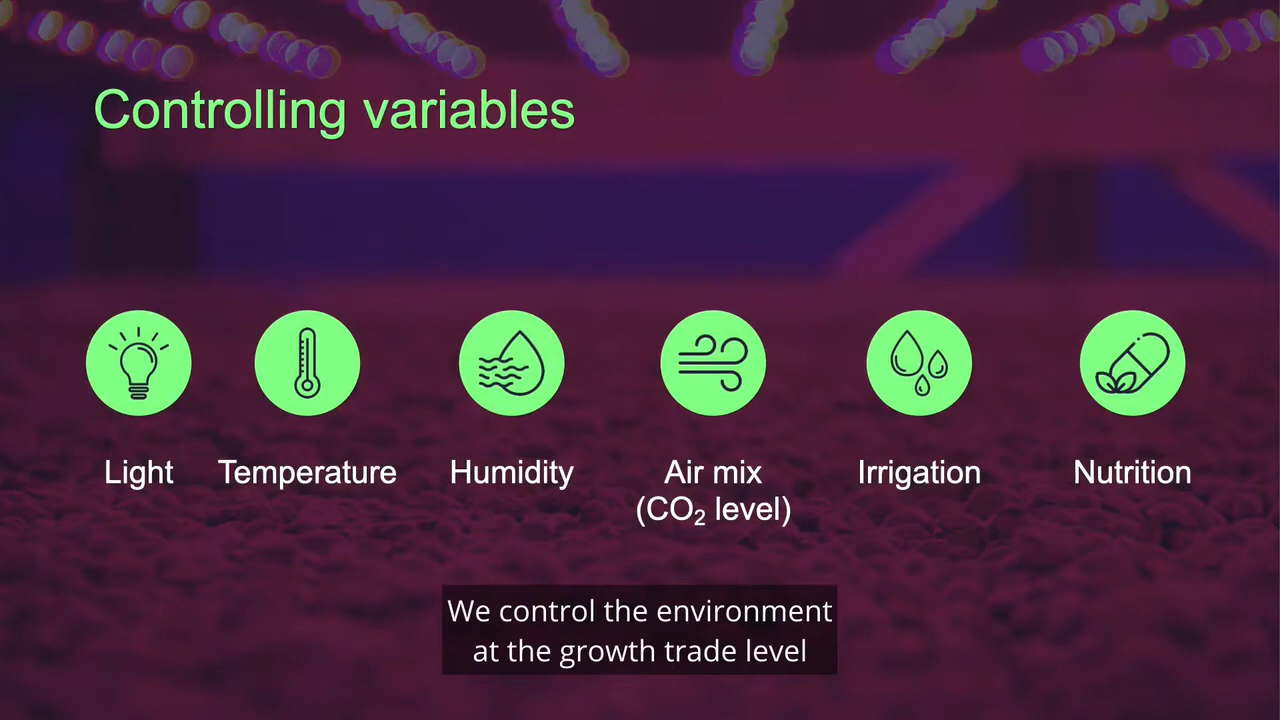 Controlling variables
Light
Temperature
Humidity
Air mix
(CO₂ level)
Irrigation
Nutrition
We control the environment
at the growth trade level